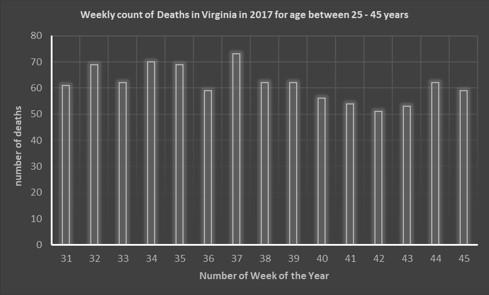 Weekly count of Deaths in Virginia in 2017 for age between 25 - 45 years
80
70
60
50
40
30
20
10
0
number of deaths
31 32 33 34 35 36 37 38 39 40 41 42 43 44 45
Number of Week of the Year